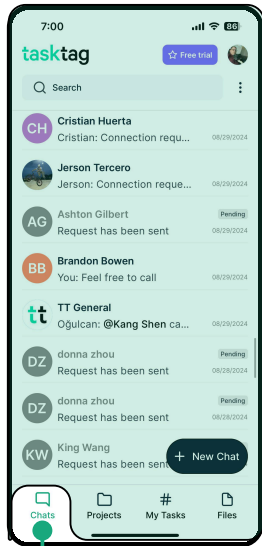 7:00
86
tasktag
Free trial
Search
CH
Cristian Huerta
Cristian: Connection requ...
08/29/2024
Jerson Tercero
Jerson: Connection reque...
08/29/2024
AG
Ashton Gilbert
Pending
Request has been sent
08/29/2024
BB
Brandon Bowen
You: Feel free to call
08/29/2024
tt
TT General
Oğulcan: @Kang Shen ca...
08/29/2024
DZ
donna zhou
Pending
Request has been sent
08/28/2024
DZ
donna zhou
Pending
Request has been sent
08/28/2024
KW
King Wang
Request has been sent
+ New Chat
Chats
Projects
# My Tasks
Files